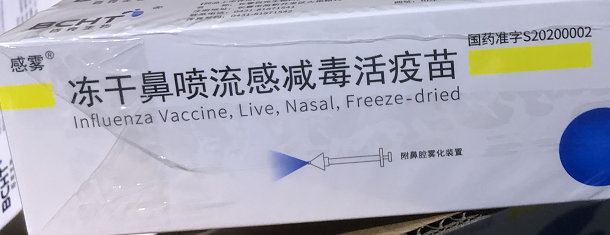 BCHT
感雾®
国药准字S20200002
冻干鼻喷流感减毒活疫苗
Influenza Vaccine, Live, Nasal, Freeze-dried
附鼻腔雾化装置
BCHT